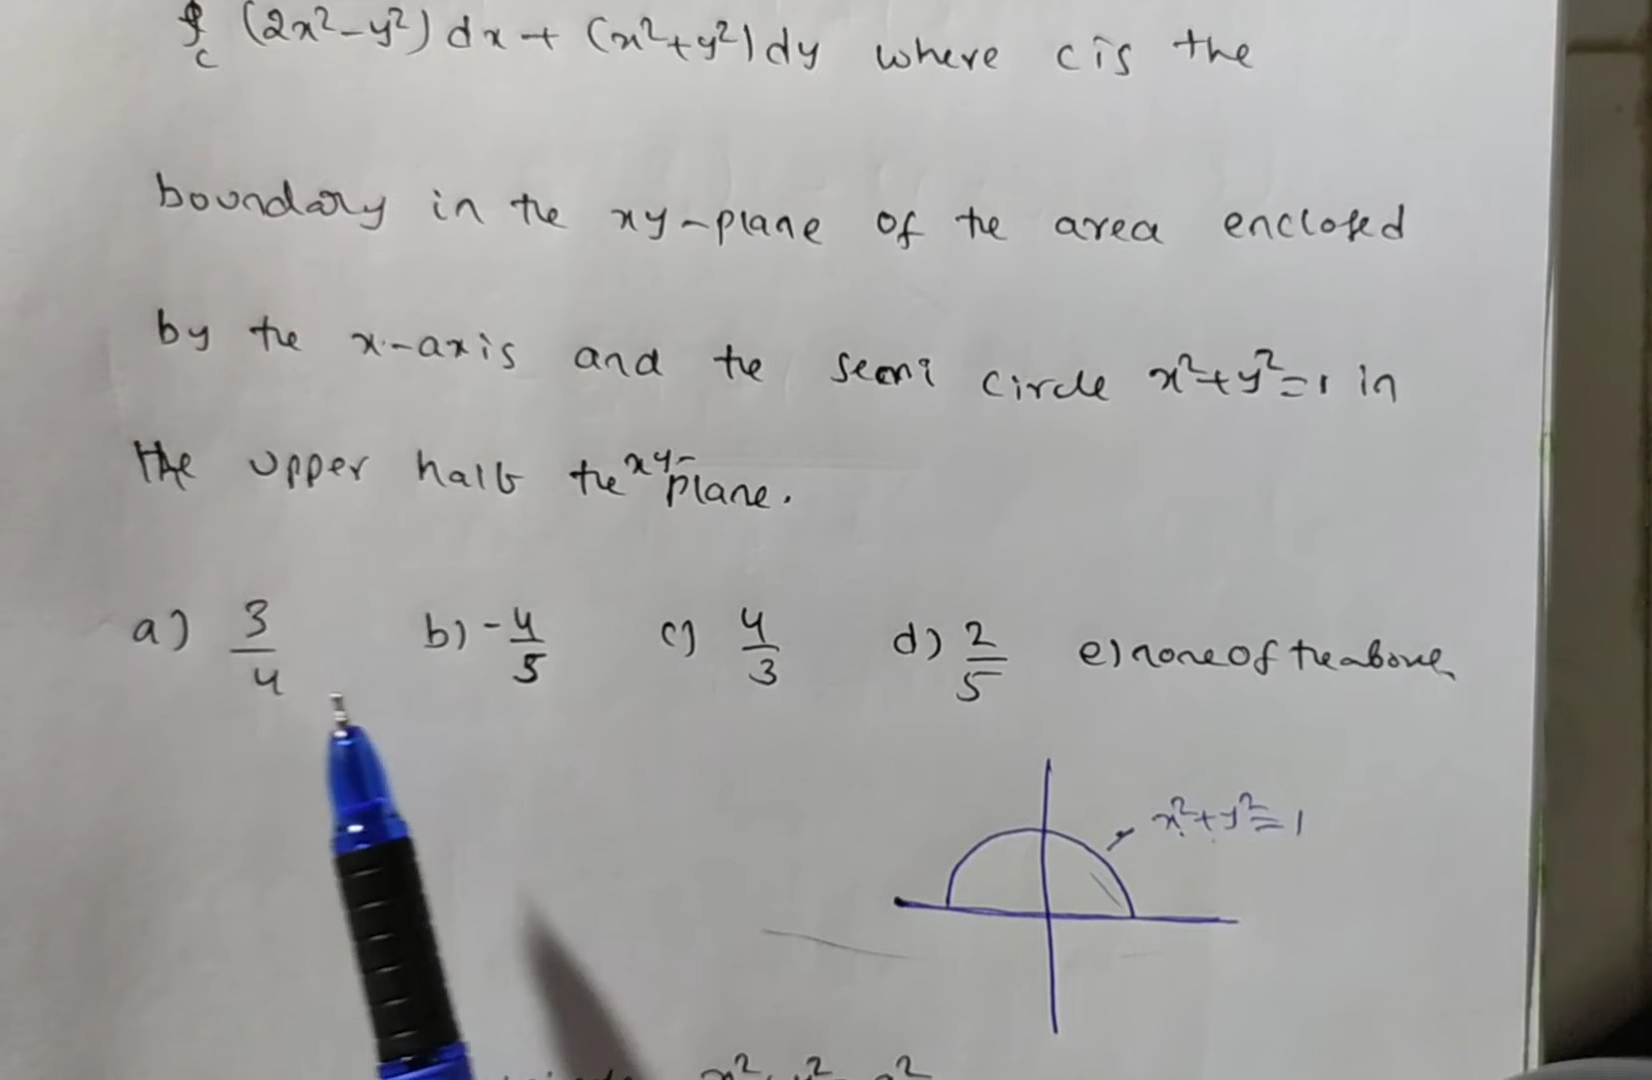 ∮c (2x²-y²) dx + (x²+y²) dy where c is the
boundary in the xy-plane of the area enclosed
by the x-axis and the semi circle x²+y²=1 in
the upper half the xy-plane.
a) 3/4 b) -4/5 c) 4/3 d) 2/5 e) none of the above
x²+y²=1